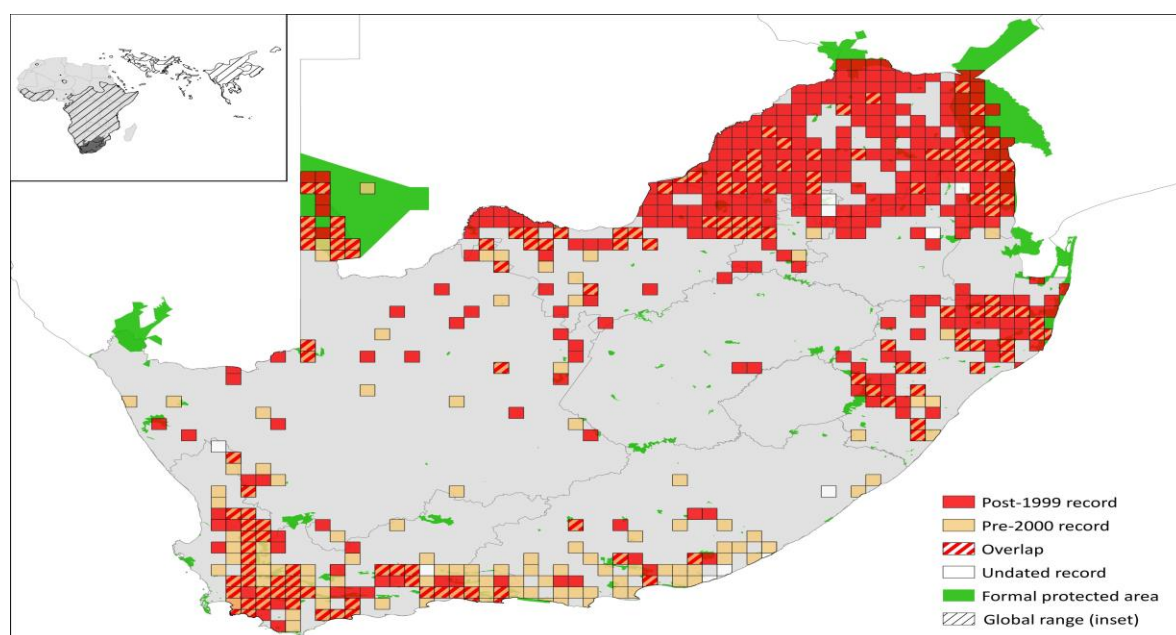 Post-1999 record
Pre-2000 record
Overlap
Undated record
Formal protected area
Global range (inset)